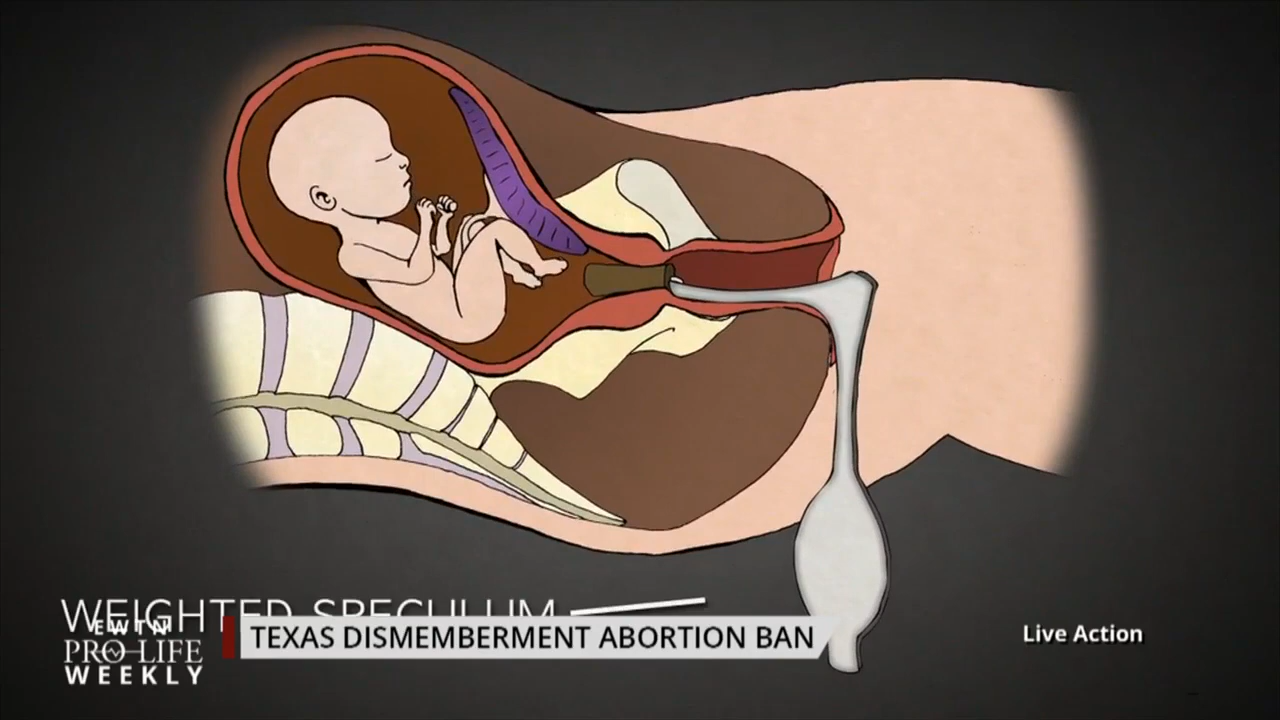 WEIGHTED SPECULUM
EWTN
PRO-LIFE
WEEKLY
TEXAS DISMEMBERMENT ABORTION BAN
Live Action